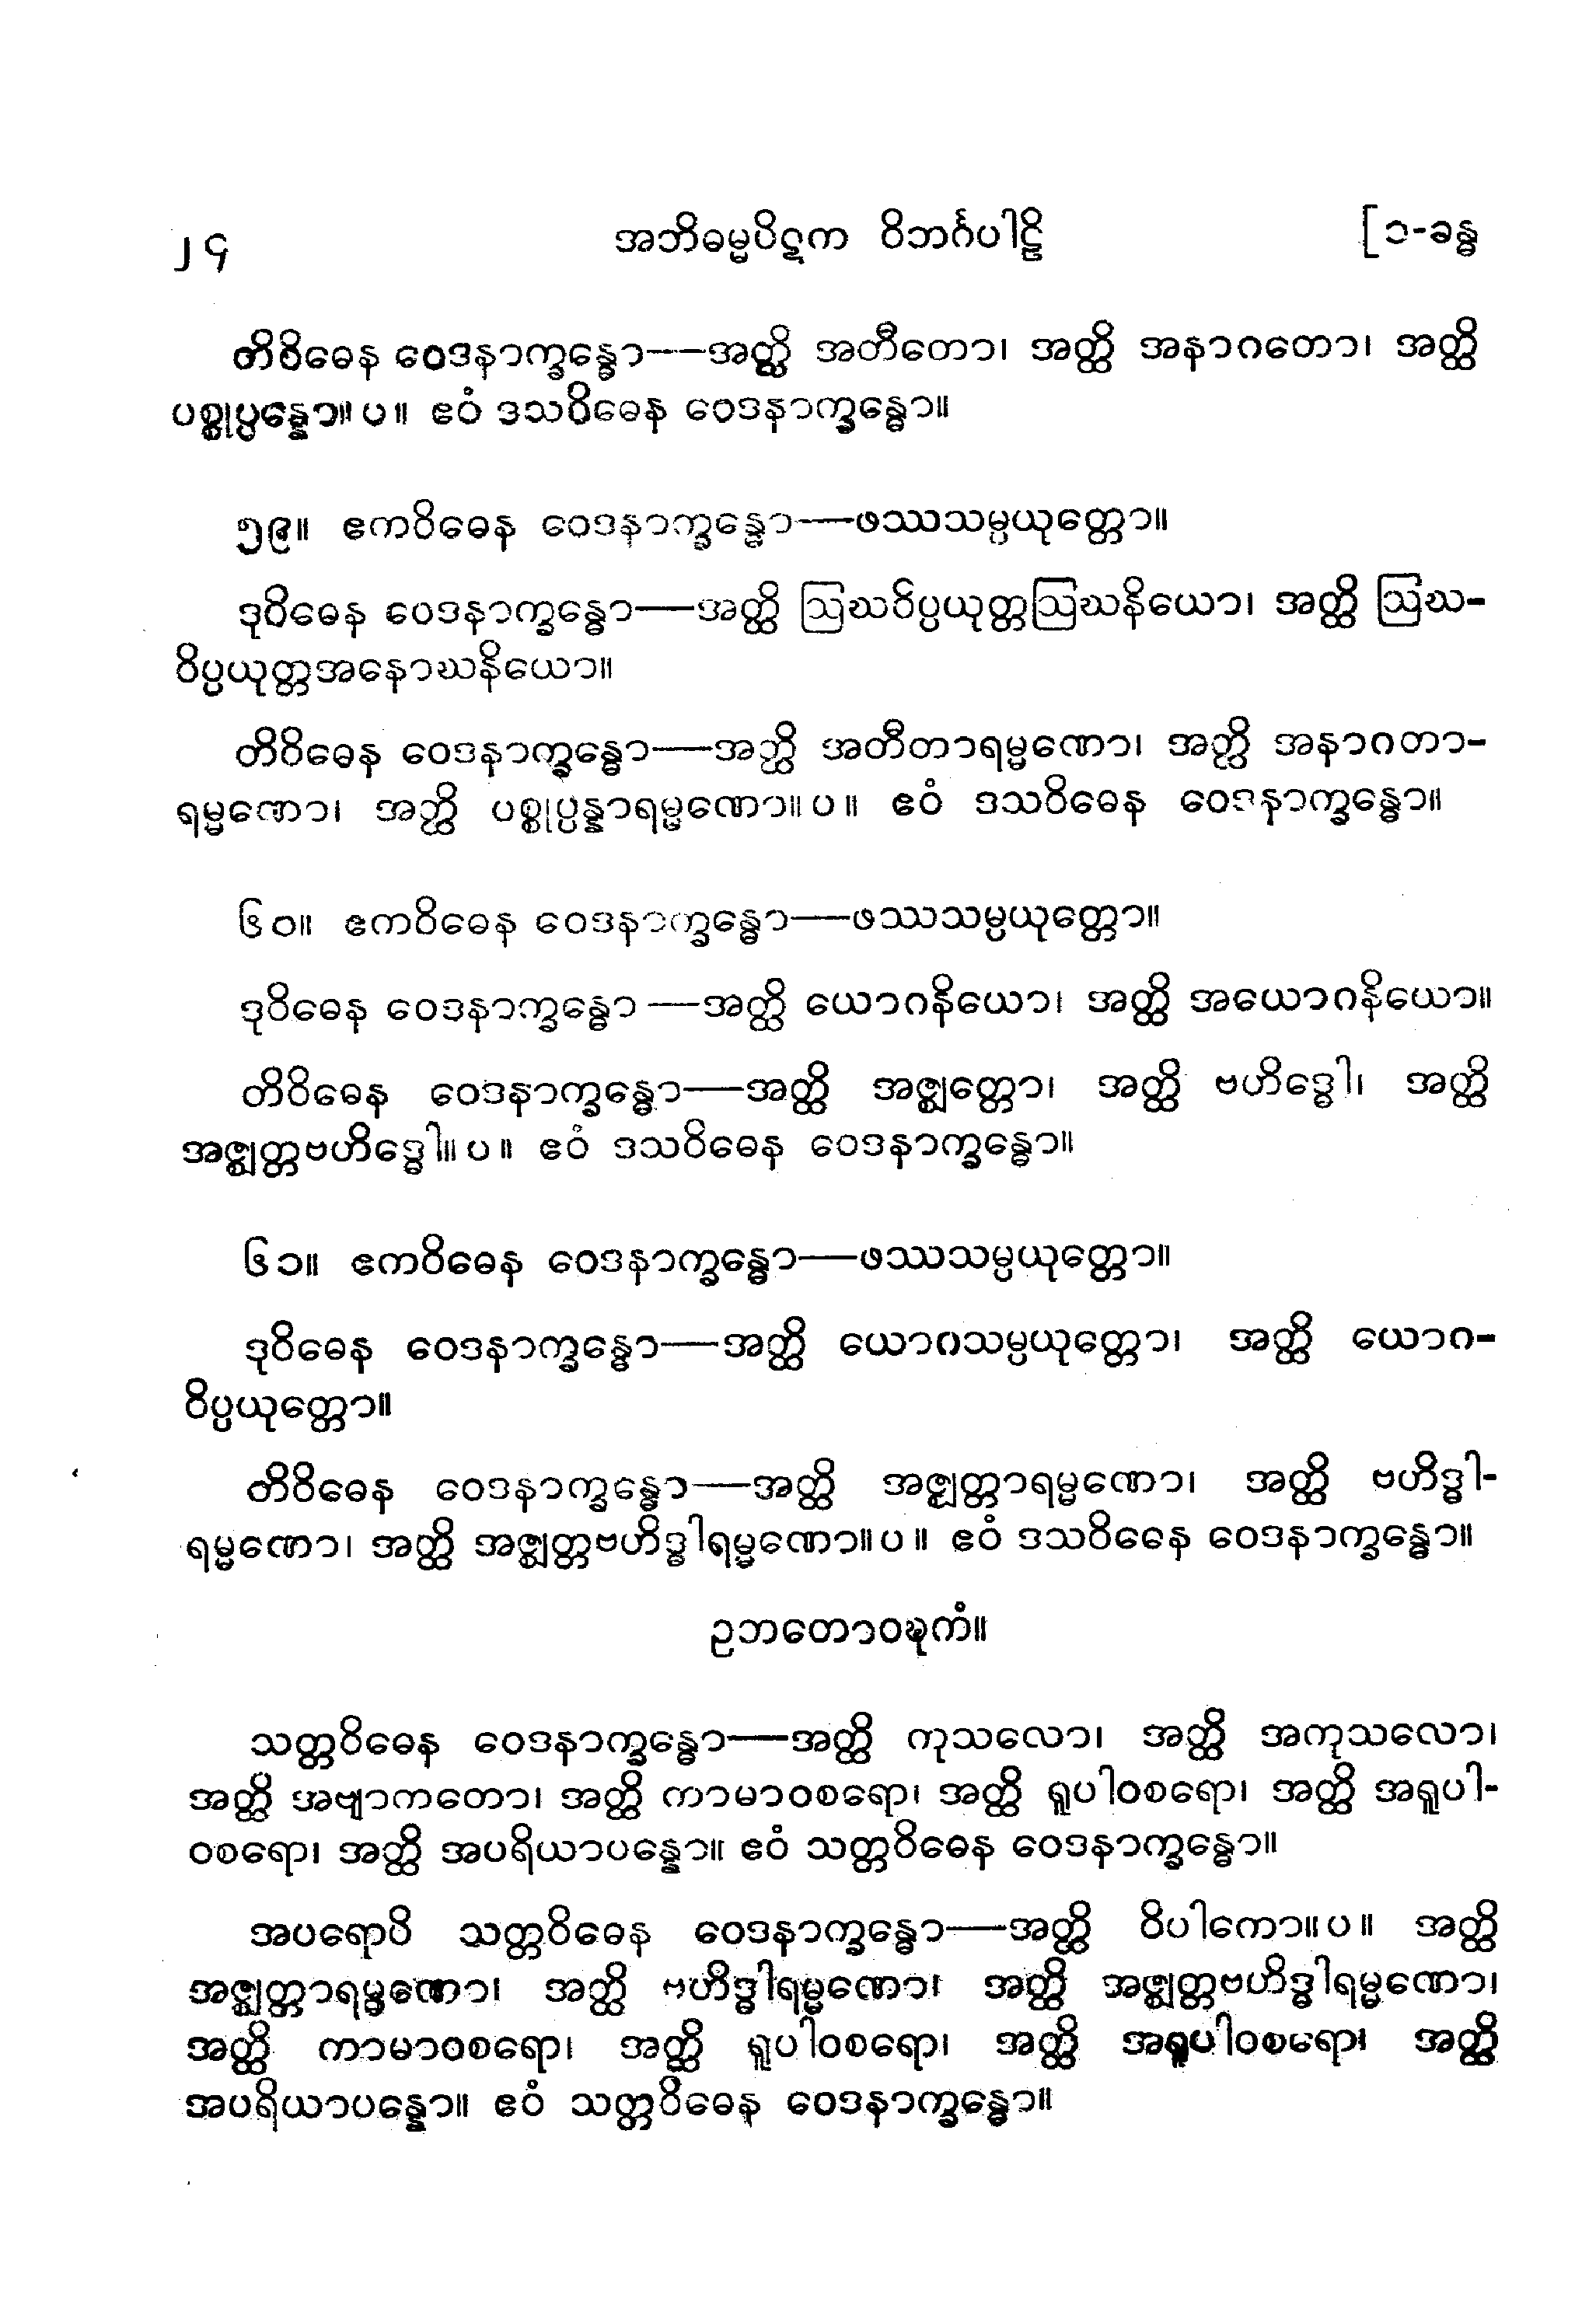 ၂၄ အဘိဓမ္မပိဋက ဝိဘင်္ဂပါဠိ [၁-ခန္ဓ
တိဝိဓေန ဝေဒနာက္ခန္ဓော—အတ္ထိ အတီတော၊ အတ္ထိ အနာဂတော၊ အတ္ထိ
ပစ္စုပ္ပန္နော။ ပ ။ ဧဝံ ဒသဝိဓေန ဝေဒနာက္ခန္ဓော။
၅၉။ ဧကဝိဓေန ဝေဒနာက္ခန္ဓော—ဖဿသမ္ပယုတ္တော။
ဒုဝိဓေန ဝေဒနာက္ခန္ဓော—အတ္ထိ ဩဃဝိပ္ပယုတ္တဩဃနိယော၊ အတ္ထိ ဩဃ-
ဝိပ္ပယုတ္တအနောဃနိယော။
တိဝိဓေန ဝေဒနာက္ခန္ဓော—အတ္ထိ အတီတာရမ္မဏော၊ အတ္ထိ အနာဂတာ-
ရမ္မဏော၊ အတ္ထိ ပစ္စုပ္ပန္နာရမ္မဏော။ ပ ။ ဧဝံ ဒသဝိဓေန ဝေဒနာက္ခန္ဓော။
၆၀။ ဧကဝိဓေန ဝေဒနာက္ခန္ဓော—ဖဿသမ္ပယုတ္တော။
ဒုဝိဓေန ဝေဒနာက္ခန္ဓော —အတ္ထိ ယောဂနိယော၊ အတ္ထိ အယောဂနိယော။
တိဝိဓေန ဝေဒနာက္ခန္ဓော—အတ္ထိ အဇ္ဈတ္တော၊ အတ္ထိ ဗဟိဒ္ဓေါ၊ အတ္ထိ
အဇ္ဈတ္တဗဟိဒ္ဓေါ။ ပ ။ ဧဝံ ဒသဝိဓေန ဝေဒနာက္ခန္ဓော။
၆၁။ ဧကဝိဓေန ဝေဒနာက္ခန္ဓော—ဖဿသမ္ပယုတ္တော။
ဒုဝိဓေန ဝေဒနာက္ခန္ဓော—အတ္ထိ ယောဂသမ္ပယုတ္တော၊ အတ္ထိ ယောဂ-
ဝိပ္ပယုတ္တော။
တိဝိဓေန ဝေဒနာက္ခန္ဓော—အတ္ထိ အဇ္ဈတ္တာရမ္မဏော၊ အတ္ထိ ဗဟိဒ္ဓါ-
ရမ္မဏော၊ အတ္ထိ အဇ္ဈတ္တဗဟိဒ္ဓါရမ္မဏော။ ပ ။ ဧဝံ ဒသဝိဓေန ဝေဒနာက္ခန္ဓော။
ဥဘတောဝဍ္ဎကံ။
သတ္တဝိဓေန ဝေဒနာက္ခန္ဓော—အတ္ထိ ကုသလော၊ အတ္ထိ အကုသလော၊
အတ္ထိ အဗျာကတော၊ အတ္ထိ ကာမာဝစရော၊ အတ္ထိ ရူပါဝစရော၊ အတ္ထိ အရူပါ-
ဝစရော၊ အတ္ထိ အပရိယာပန္နော။ ဧဝံ သတ္တဝိဓေန ဝေဒနာက္ခန္ဓော။
အပရောပိ သတ္တဝိဓေန ဝေဒနာက္ခန္ဓော—အတ္ထိ ဝိပါကော။ ပ ။ အတ္ထိ
အဇ္ဈတ္တာရမ္မဏော၊ အတ္ထိ ဗဟိဒ္ဓါရမ္မဏော၊ အတ္ထိ အဇ္ဈတ္တဗဟိဒ္ဓါရမ္မဏော၊
အတ္ထိ ကာမာဝစရော၊ အတ္ထိ ရူပါဝစရော၊ အတ္ထိ အရူပါဝစရော၊ အတ္ထိ
အပရိယာပန္နော။ ဧဝံ သတ္တဝိဓေန ဝေဒနာက္ခန္ဓော။